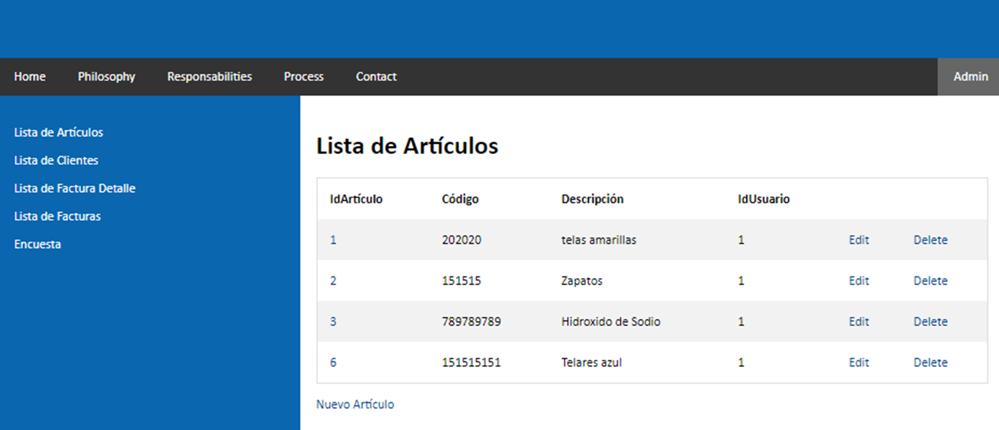 Home Philosophy Responsabilities Process Contact Admin
Lista de Artículos
Lista de Clientes
Lista de Factura Detalle
Lista de Facturas
Encuesta
Lista de Artículos
IdArtículo Código Descripción IdUsuario
1 202020 telas amarillas 1 Edit Delete
2 151515 Zapatos 1 Edit Delete
3 789789789 Hidroxido de Sodio 1 Edit Delete
6 151515151 Telares azul 1 Edit Delete
Nuevo Artículo